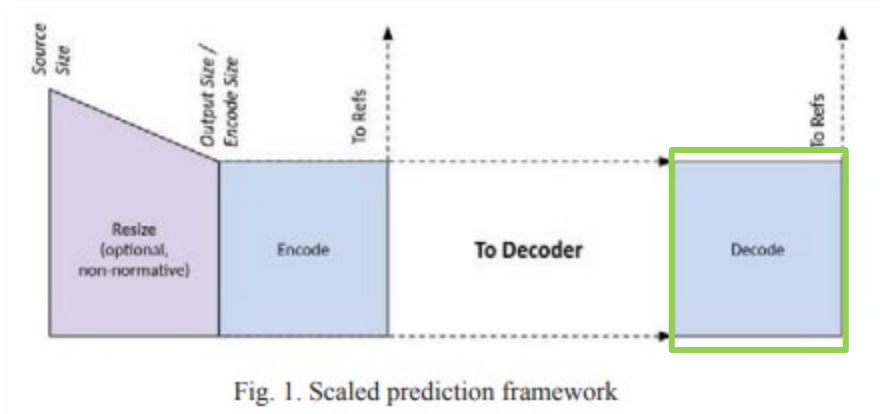 Source
Size
Output Size /
Encode Size
To Refs
To Refs
Resize
(optional,
non-normative)
Encode
To Decoder
Decode
Fig. 1. Scaled prediction framework